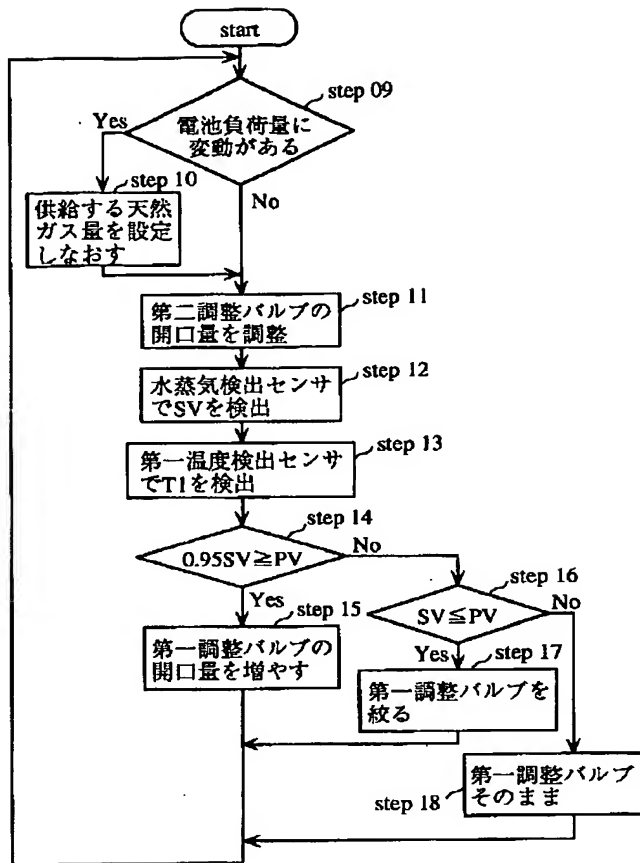 start
step 09
電池負荷量に
変動がある
Yes
No
step 10
供給する天然
ガス量を設定
しなおす
step 11
第二調整バルブの
開口量を調整
step 12
水蒸気検出センサ
でSVを検出
step 13
第一温度検出センサ
でT1を検出
step 14
0.95SV≧PV
No
Yes
step 15
第一調整バルブの
開口量を増やす
step 16
SV≦PV
No
Yes
step 17
第一調整バルブを
絞る
第一調整バルブ
そのまま
step 18